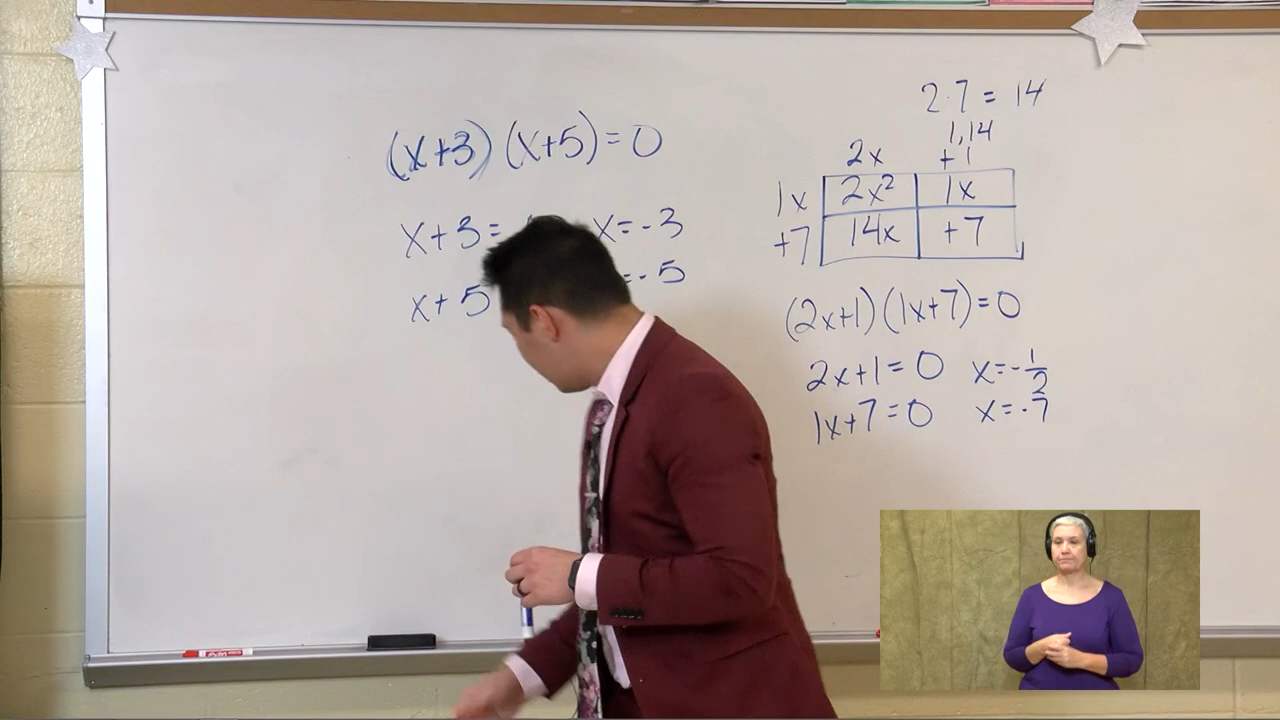 (x+3)(x+5)=0
x+3=
x=-3
x+5
=-5
2·7=14
1,14
2x +1
1x 2x² 1x
+7 14x +7
(2x+1)(1x+7)=0
2x+1=0 x=-1/2
1x+7=0 x=-7